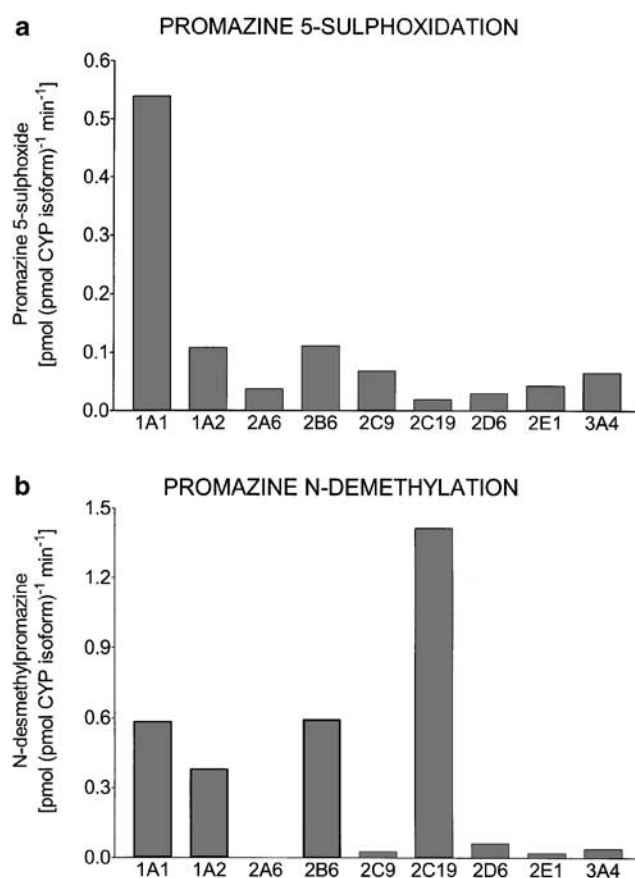 a
PROMAZINE 5-SULPHOXIDATION
Promazine 5-sulphoxide
[pmol (pmol CYP isoform)⁻¹ min⁻¹]
0.6
0.5
0.4
0.3
0.2
0.1
0.0
1A1 1A2 2A6 2B6 2C9 2C19 2D6 2E1 3A4
b
PROMAZINE N-DEMETHYLATION
N-desmethylpromazine
[pmol (pmol CYP isoform)⁻¹ min⁻¹]
1.5
1.2
0.9
0.6
0.3
0.0
1A1 1A2 2A6 2B6 2C9 2C19 2D6 2E1 3A4